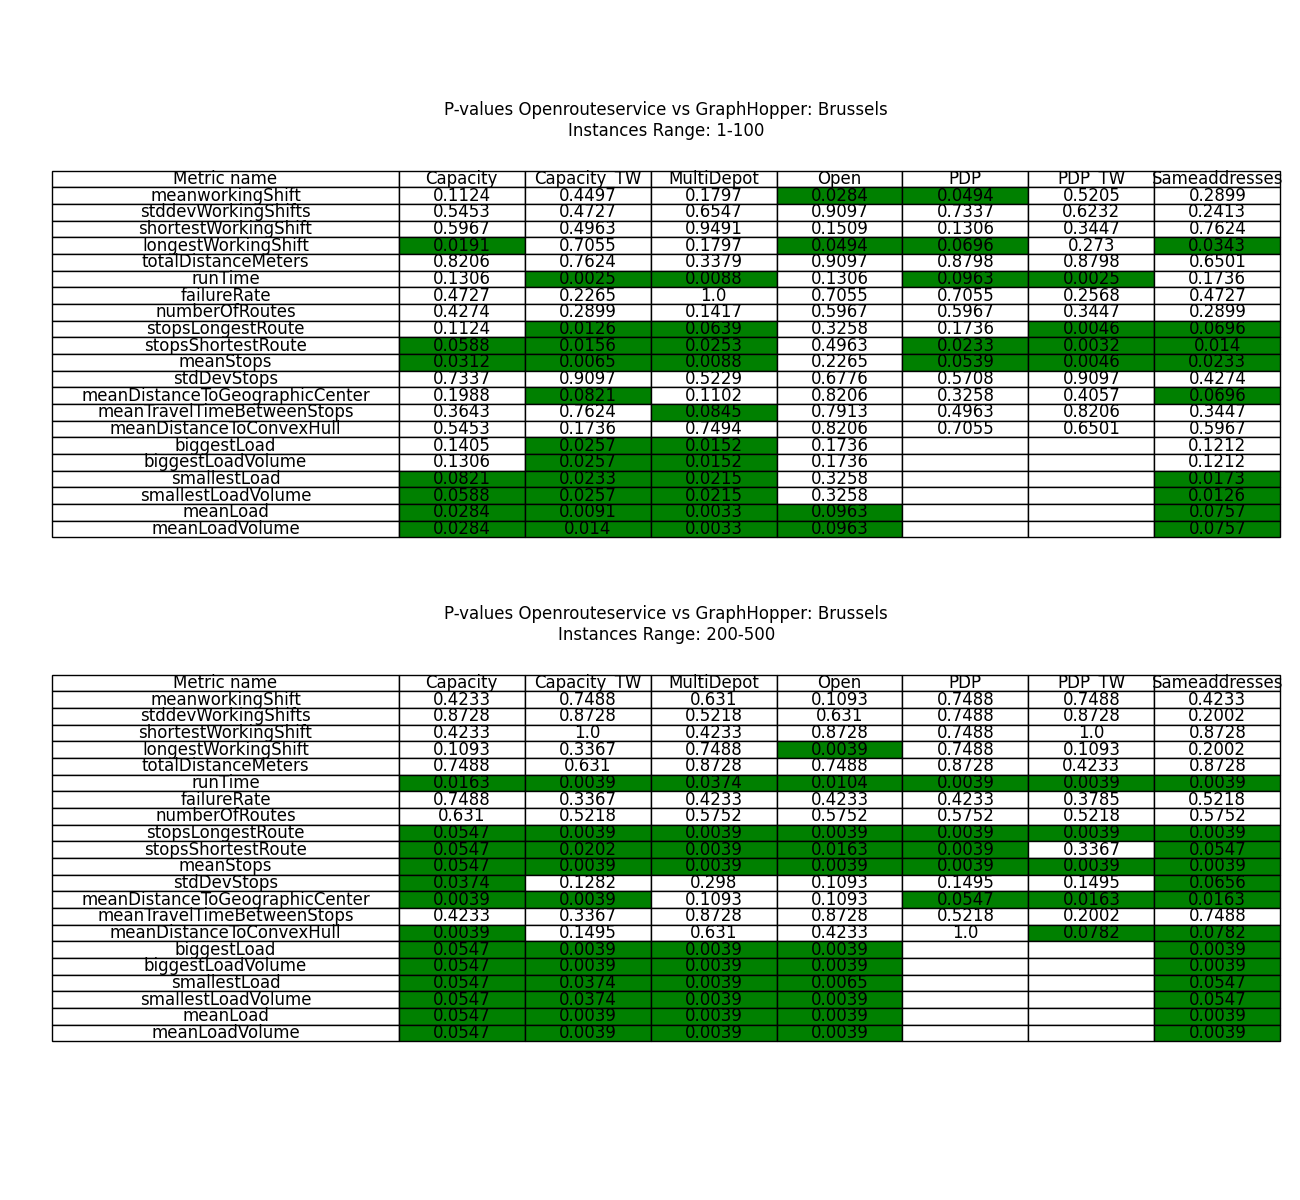 P-values Openrouteservice vs GraphHopper: Brussels
Instances Range: 1-100
Metric name Capacity Capacity_TW MultiDepot Open PDP PDP_TW Sameaddresses
meanworkingShift 0.1124 0.4497 0.1797 0.0284 0.0494 0.5205 0.2899
stddevWorkingShifts 0.5453 0.4727 0.6547 0.9097 0.7337 0.6232 0.2413
shortestWorkingShift 0.5967 0.4963 0.9491 0.1509 0.1306 0.3447 0.7624
longestWorkingShift 0.0191 0.7055 0.1797 0.0494 0.0696 0.273 0.0343
totalDistanceMeters 0.8206 0.7624 0.3379 0.9097 0.8798 0.8798 0.6501
runTime 0.1306 0.0025 0.0088 0.1306 0.0963 0.0025 0.1736
failureRate 0.4727 0.2265 1.0 0.7055 0.7055 0.2568 0.4727
numberOfRoutes 0.4274 0.2899 0.1417 0.5967 0.5967 0.3447 0.2899
stopsLongestRoute 0.1124 0.0126 0.0639 0.3258 0.1736 0.0046 0.0696
stopsShortestRoute 0.0588 0.0156 0.0253 0.4963 0.0233 0.0032 0.014
meanStops 0.0312 0.0065 0.0088 0.2265 0.0539 0.0046 0.0233
stdDevStops 0.7337 0.9097 0.5229 0.6776 0.5708 0.9097 0.4274
meanDistanceToGeographicCenter 0.1988 0.0821 0.1102 0.8206 0.3258 0.4057 0.0696
meanTravelTimeBetweenStops 0.3643 0.7624 0.0845 0.7913 0.4963 0.8206 0.3447
meanDistanceToConvexHull 0.5453 0.1736 0.7494 0.8206 0.7055 0.6501 0.5967
biggestLoad 0.1405 0.0257 0.0152 0.1736 0.1212
biggestLoadVolume 0.1306 0.0257 0.0152 0.1736 0.1212
smallestLoad 0.0821 0.0233 0.0215 0.3258 0.0173
smallestLoadVolume 0.0588 0.0257 0.0215 0.3258 0.0126
meanLoad 0.0284 0.0091 0.0033 0.0963 0.0757
meanLoadVolume 0.0284 0.014 0.0033 0.0963 0.0757
P-values Openrouteservice vs GraphHopper: Brussels
Instances Range: 200-500
Metric name Capacity Capacity_TW MultiDepot Open PDP PDP_TW Sameaddresses
meanworkingShift 0.4233 0.7488 0.631 0.1093 0.7488 0.7488 0.4233
stddevWorkingShifts 0.8728 0.8728 0.5218 0.631 0.7488 0.8728 0.2002
shortestWorkingShift 0.4233 1.0 0.4233 0.8728 0.7488 1.0 0.8728
longestWorkingShift 0.1093 0.3367 0.7488 0.0039 0.7488 0.1093 0.2002
totalDistanceMeters 0.7488 0.631 0.8728 0.7488 0.8728 0.4233 0.8728
runTime 0.0163 0.0039 0.0374 0.0104 0.0039 0.0039 0.0039
failureRate 0.7488 0.3367 0.4233 0.4233 0.4233 0.3785 0.5218
numberOfRoutes 0.631 0.5218 0.5752 0.5752 0.5752 0.5218 0.5752
stopsLongestRoute 0.0547 0.0039 0.0039 0.0039 0.0039 0.0039 0.0039
stopsShortestRoute 0.0547 0.0202 0.0039 0.0163 0.0039 0.3367 0.0547
meanStops 0.0547 0.0039 0.0039 0.0039 0.0039 0.0039 0.0039
stdDevStops 0.0374 0.1282 0.298 0.1093 0.1495 0.1495 0.0656
meanDistanceToGeographicCenter 0.0039 0.0039 0.1093 0.1093 0.0547 0.0163 0.0163
meanTravelTimeBetweenStops 0.4233 0.3367 0.8728 0.8728 0.5218 0.2002 0.7488
meanDistanceToConvexHull 0.0039 0.1495 0.631 0.4233 1.0 0.0782 0.0782
biggestLoad 0.0547 0.0039 0.0039 0.0039 0.0039
biggestLoadVolume 0.0547 0.0039 0.0039 0.0039 0.0039
smallestLoad 0.0547 0.0374 0.0039 0.0065 0.0547
smallestLoadVolume 0.0547 0.0374 0.0039 0.0039 0.0547
meanLoad 0.0547 0.0039 0.0039 0.0039 0.0039
meanLoadVolume 0.0547 0.0039 0.0039 0.0039 0.0039